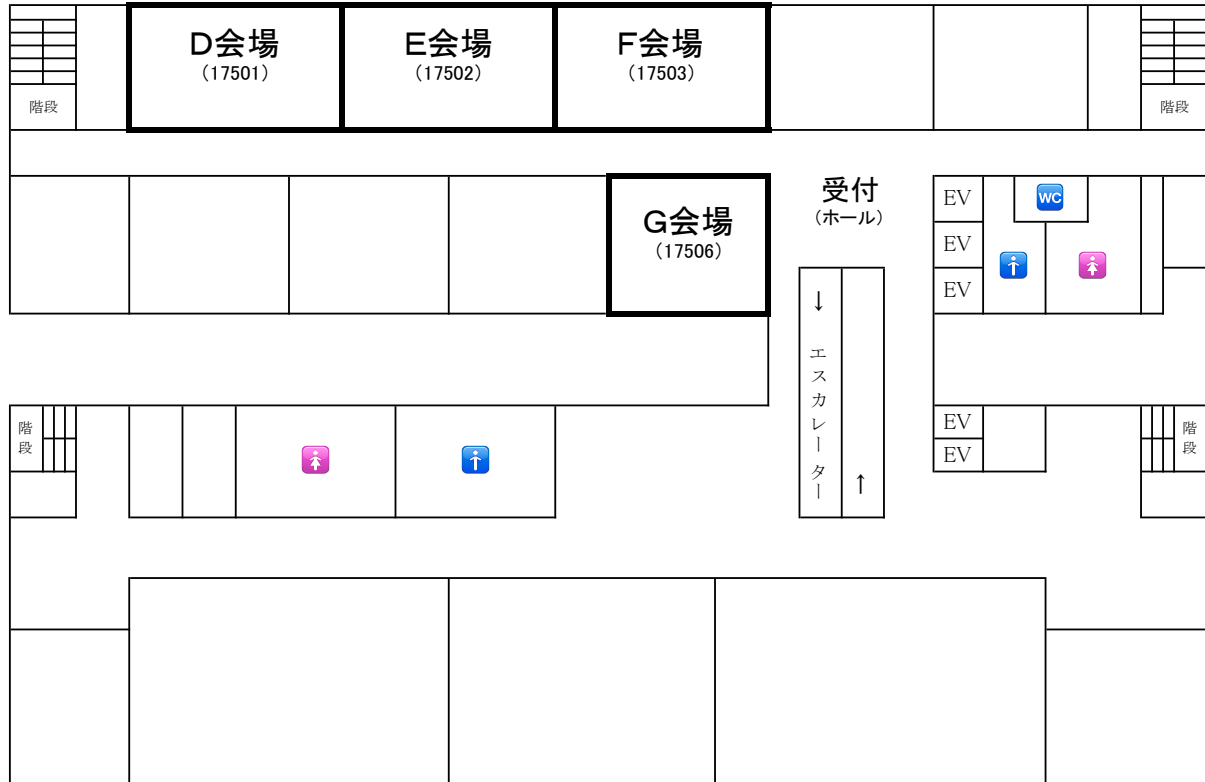 D会場
（17501）
E会場
（17502）
F会場
（17503）
階段
階段
G会場
（17506）
受付
（ホール）
EV
EV
EV
WC
↓
エスカレーター
↑
階段
EV
EV
階段